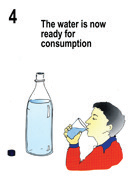 4
The water is now
ready for
consumption